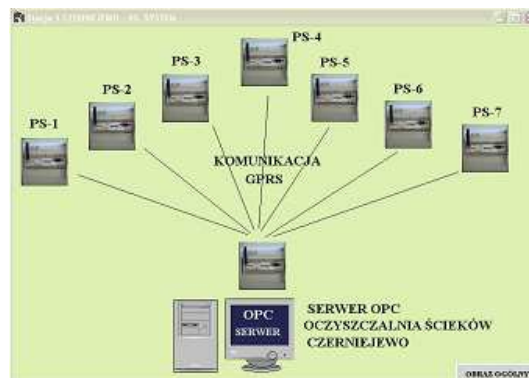 PS-4
PS-3
PS-5
PS-2
PS-6
PS-1
PS-7
KOMUNIKACJA
GPRS
OPC
SERWER
SERWER OPC
OCZYSZCZALNIA ŚCIEKÓW
CZERNIEJEWO
OBRAZ OGÓLNY